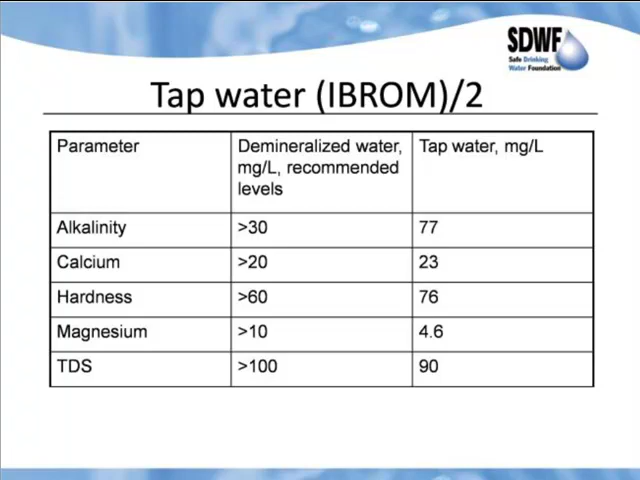 SDWF
Safe Drinking
Water Foundation
Tap water (IBROM)/2
Parameter
Demineralized water,
mg/L, recommended
levels
Tap water, mg/L
Alkalinity >30 77
Calcium >20 23
Hardness >60 76
Magnesium >10 4.6
TDS >100 90